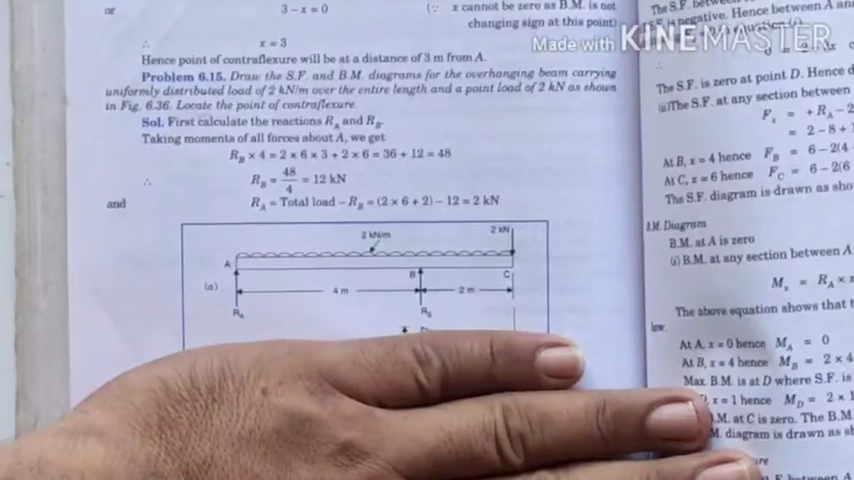 or 3 – x = 0 (∵ x cannot be zero as B.M. is not
changing sign at this point)
∴ x = 3
Hence point of contraflexure will be at a distance of 3 m from A.
Problem 6.15. Draw the S.F. and B.M. diagrams for the overhanging beam carrying
uniformly distributed load of 2 kN/m over the entire length and a point load of 2 kN as shown
in Fig. 6.36. Locate the point of contraflexure.
Sol. First calculate the reactions R_A and R_B.
Taking moments of all forces about A, we get
R_B × 4 = 2 × 6 × 3 + 2 × 6 = 36 + 12 = 48
∴ R_B = 48/4 = 12 kN
and R_A = Total load – R_B = (2 × 6 + 2) – 12 = 2 kN
2 kN/m 2 kN
A B C
(a) 4 m 2 m
R_A R_B
Made with KINEMASTER
The S.F. between
S.F. is negative. Hence between A and
The S.F. is zero at point D. Hence
The S.F. at any section between
F_x = + R_A – 2
= 2 – 8 + 1
At B, x = 4 hence F_B = 6 – 2(4
At C, x = 6 hence F_C = 6 – 2(6
The S.F. diagram is drawn as
B.M. Diagram
B.M. at A is zero
(i) B.M. at any section between A
M_x = R_A ×
The above equation shows that
law.
At A, x = 0 hence M_A = 0
At B, x = 4 hence M_B = 2 × 4
Max. B.M. is at D where S.F. is
x = 1 hence M_D = 2 × 1
B.M. at C is zero. The B.M.
diagram is drawn as